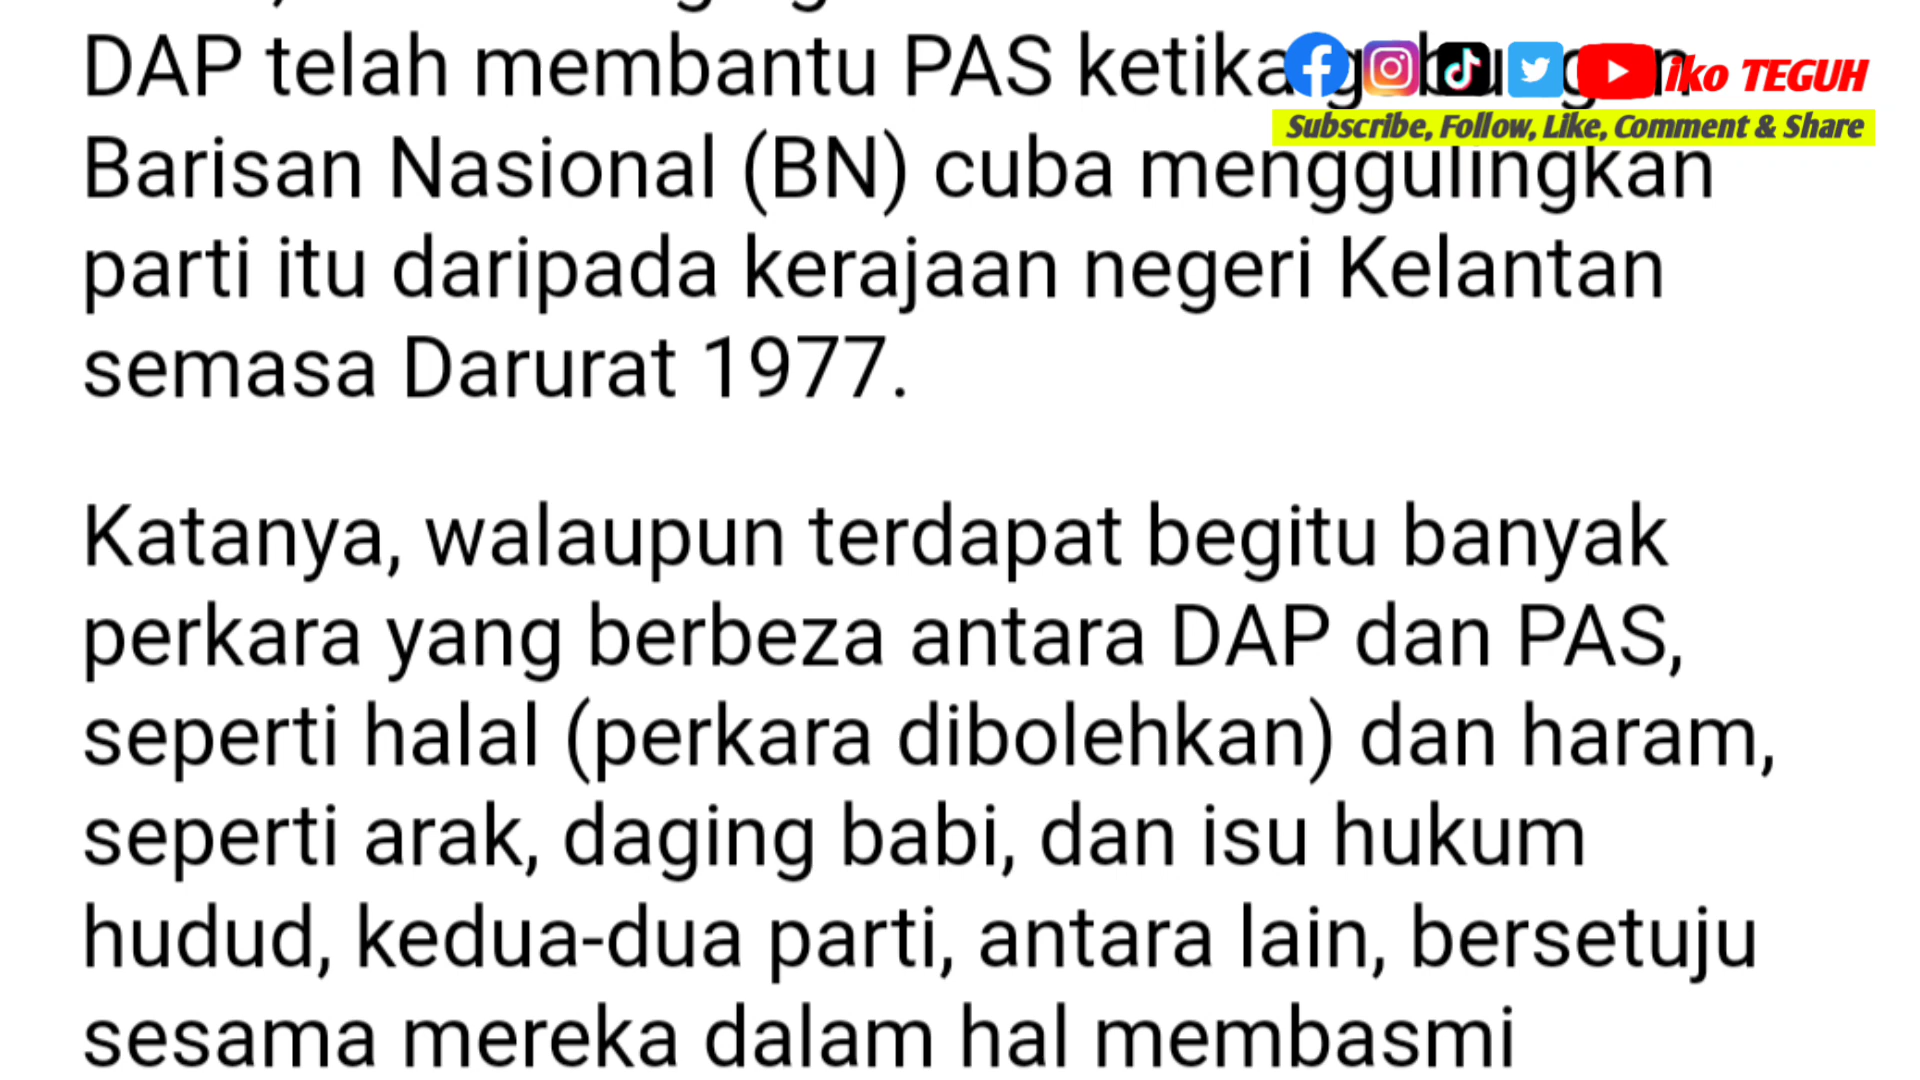 DAP telah membantu PAS ketika
iko TEGUH
Subscribe, Follow, Like, Comment & Share
Barisan Nasional (BN) cuba menggulingkan
parti itu daripada kerajaan negeri Kelantan
semasa Darurat 1977.
Katanya, walaupun terdapat begitu banyak
perkara yang berbeza antara DAP dan PAS,
seperti halal (perkara dibolehkan) dan haram,
seperti arak, daging babi, dan isu hukum
hudud, kedua-dua parti, antara lain, bersetuju
sesama mereka dalam hal membasmi